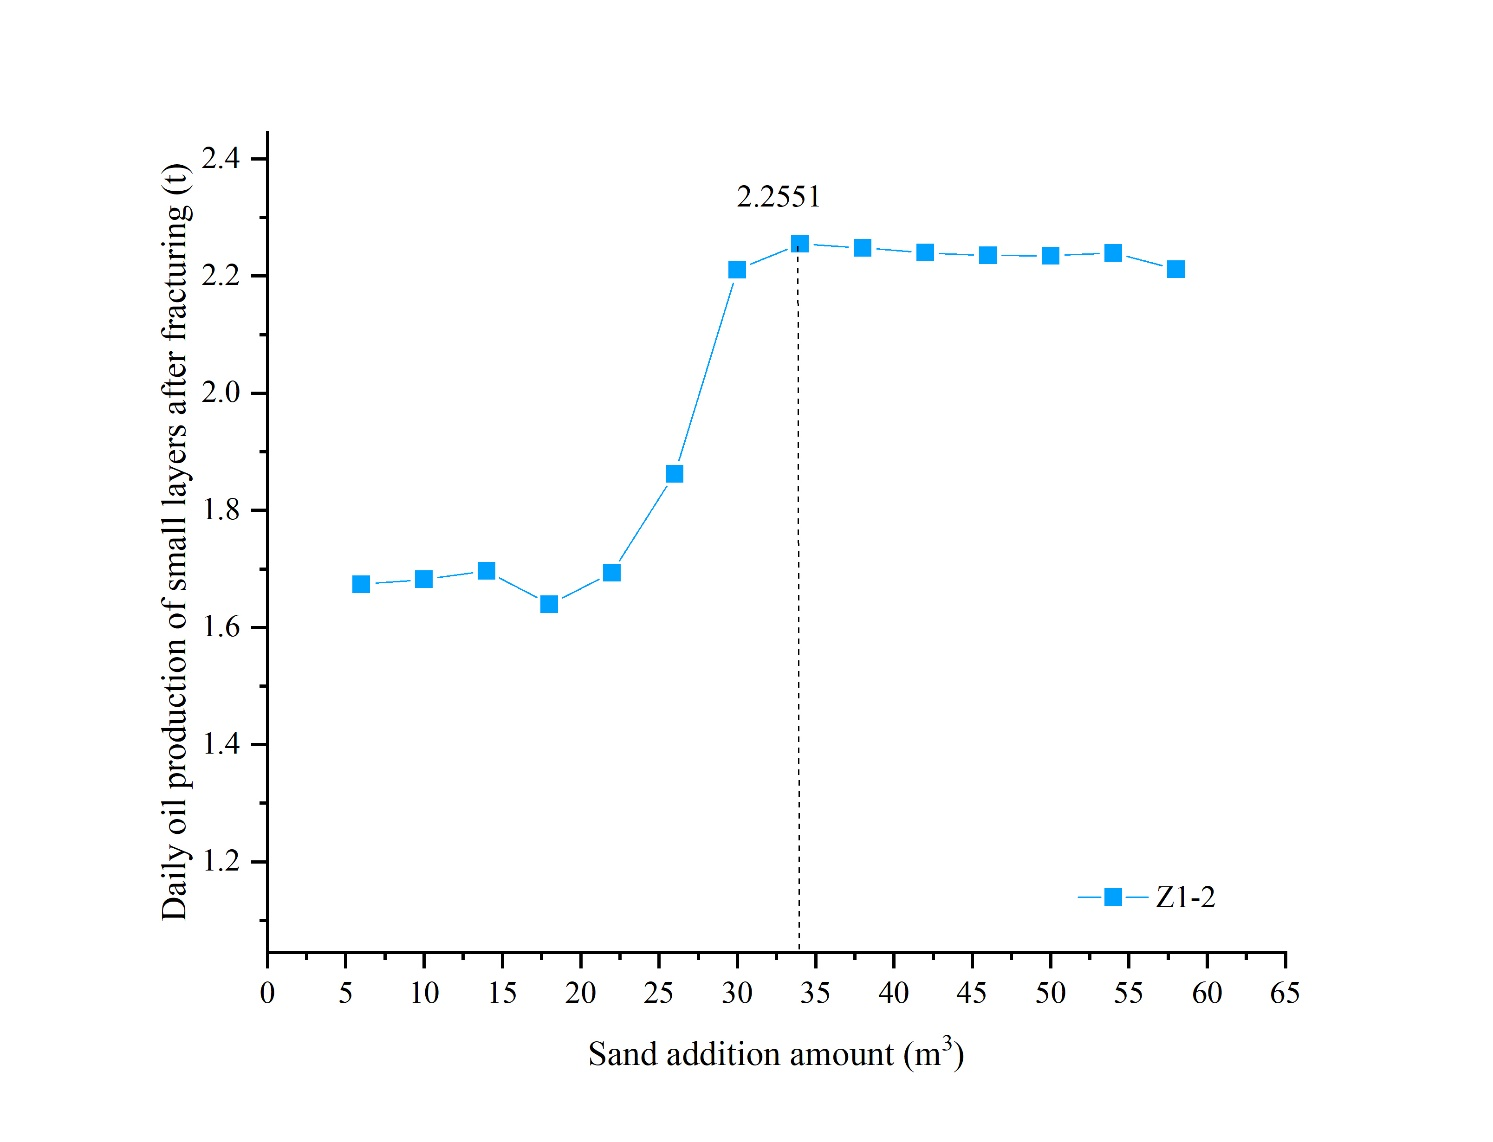 Daily oil production of small layers after fracturing (t)
2.4
2.2
2.0
1.8
1.6
1.4
1.2
2.2551
Z1-2
0 5 10 15 20 25 30 35 40 45 50 55 60 65
Sand addition amount (m³)